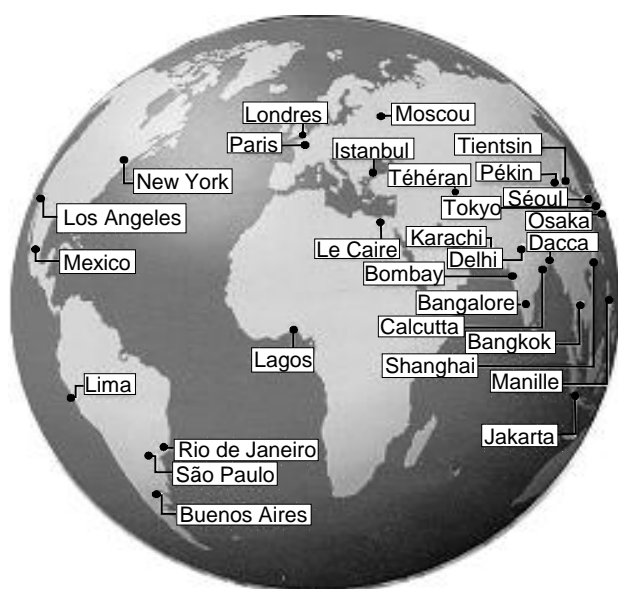 Londres
Moscou
Paris
Istanbul
Tientsin
New York
Téhéran
Pékin
Los Angeles
Tokyo
Séoul
Osaka
Mexico
Le Caire
Karachi
Dacca
Delhi
Bombay
Bangalore
Calcutta
Bangkok
Lagos
Shanghai
Lima
Manille
Jakarta
Rio de Janeiro
São Paulo
Buenos Aires